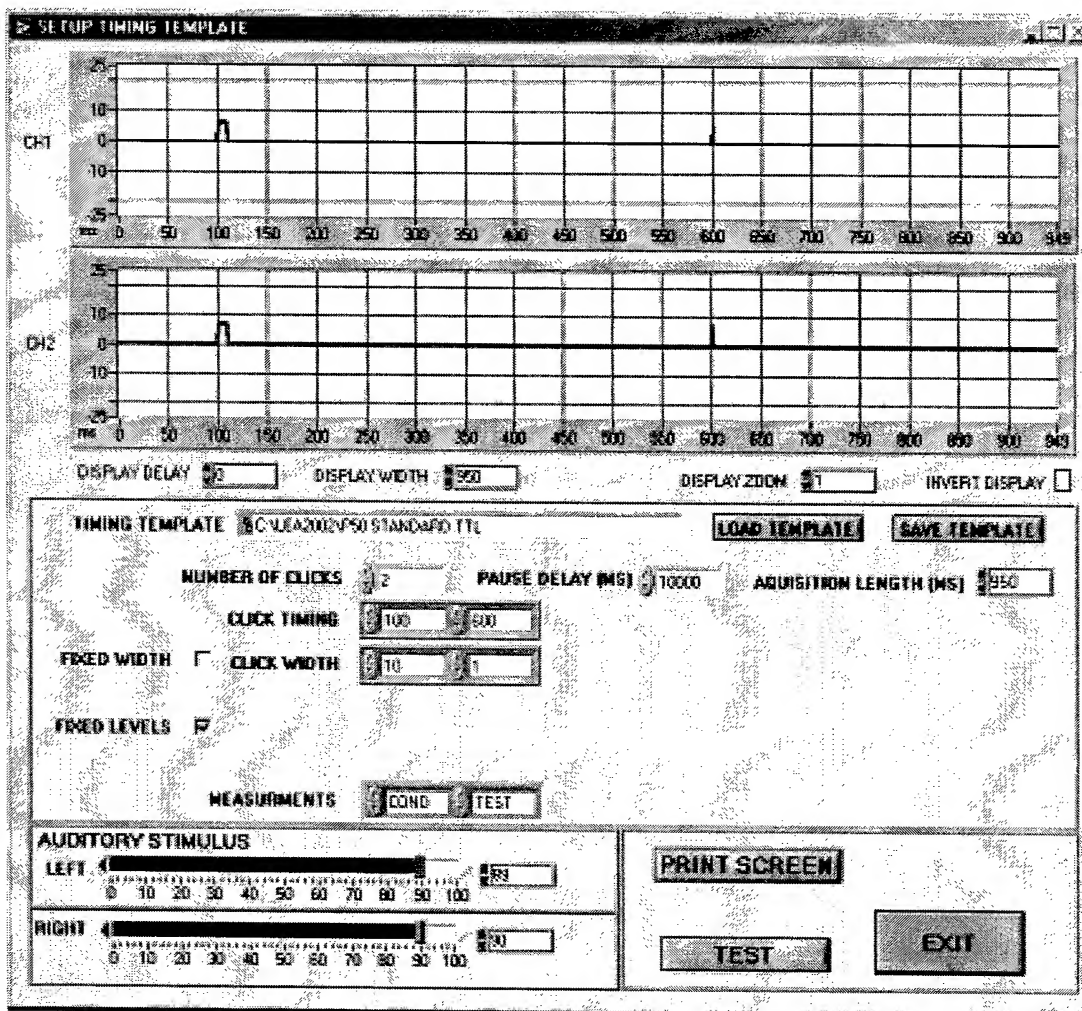 SETUP TIMING TEMPLATE
25
10
CH1 0
-10
-25
0 50 100 150 200 250 300 350 400 450 500 550 600 650 700 750 800 850 900 949
25
10
CH2 0
-10
-25
ms 0 50 100 150 200 250 300 350 400 450 500 550 600 650 700 750 800 850 900 949
DISPLAY DELAY 0 DISPLAY WIDTH 950 DISPLAY ZOOM 1 INVERT DISPLAY
TIMING TEMPLATE C:\LEA2002\P50 STANDARD TTL LOAD TEMPLATE SAVE TEMPLATE
NUMBER OF CLICKS 2 PAUSE DELAY (MS) 10000 AQUISITION LENGTH (MS) 950
CLICK TIMING 100 600
FIXED WIDTH CLICK WIDTH 10 1
FIXED LEVELS
MEASURMENTS COND TEST
AUDITORY STIMULUS
LEFT 89
0 10 20 30 40 50 60 70 80 90 100
RIGHT 90
0 10 20 30 40 50 60 70 80 90 100
PRINT SCREEN
TEST
EXIT